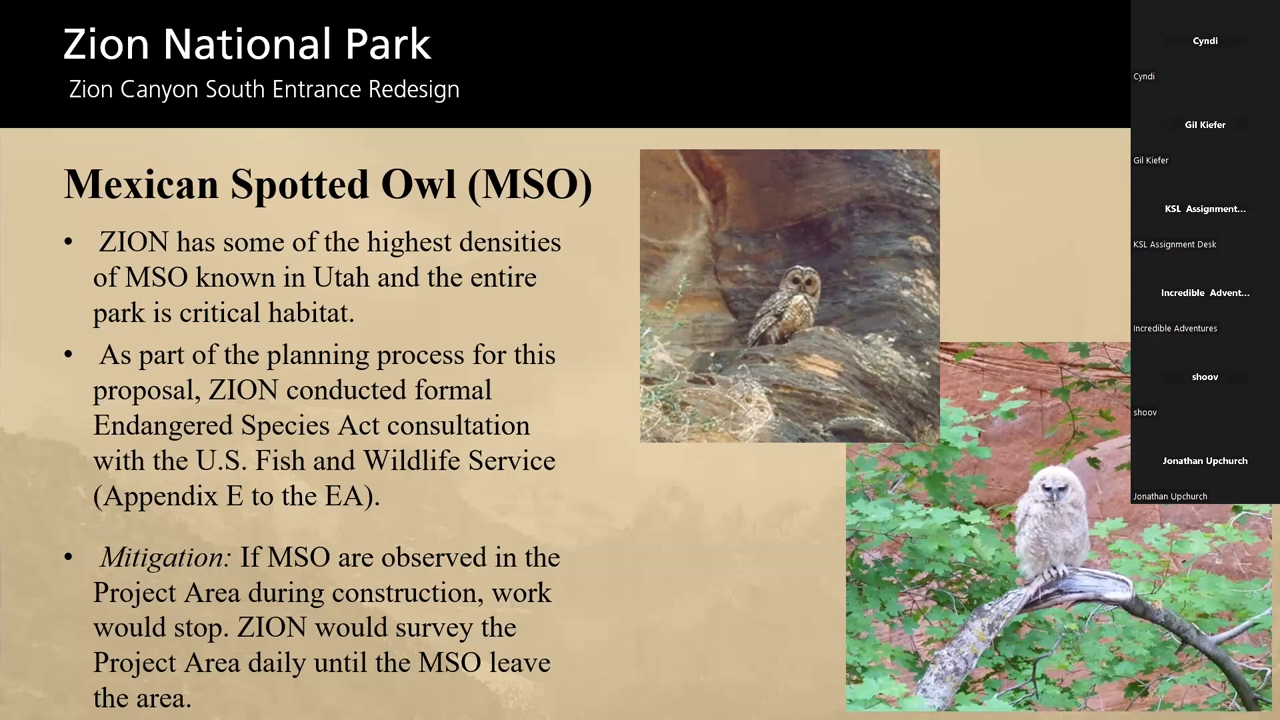 Zion National Park
Zion Canyon South Entrance Redesign
Mexican Spotted Owl (MSO)
• ZION has some of the highest densities
of MSO known in Utah and the entire
park is critical habitat.
• As part of the planning process for this
proposal, ZION conducted formal
Endangered Species Act consultation
with the U.S. Fish and Wildlife Service
(Appendix E to the EA).
• Mitigation: If MSO are observed in the
Project Area during construction, work
would stop. ZION would survey the
Project Area daily until the MSO leave
the area.
Cyndi
Cyndi
Gil Kiefer
Gil Kiefer
KSL Assignment...
KSL Assignment Desk
Incredible Advent...
Incredible Adventures
shoov
shoov
Jonathan Upchurch
Jonathan Upchurch